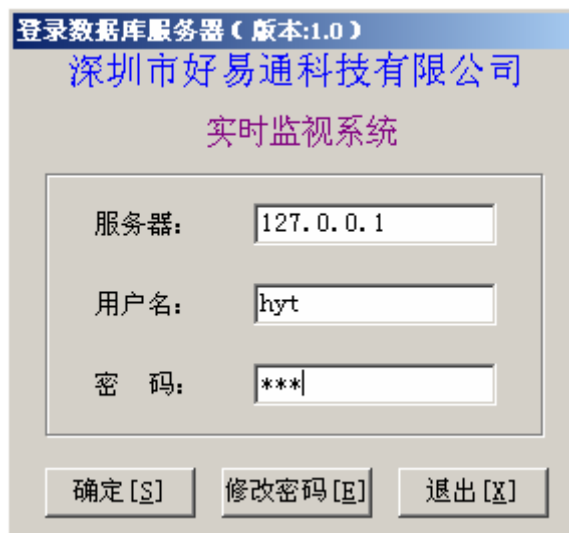 登录数据库服务器(版本:1.0)
深圳市好易通科技有限公司
实时监视系统
服务器: 127.0.0.1
用户名: hyt
密 码: ***
确定[S] 修改密码[E] 退出[X]